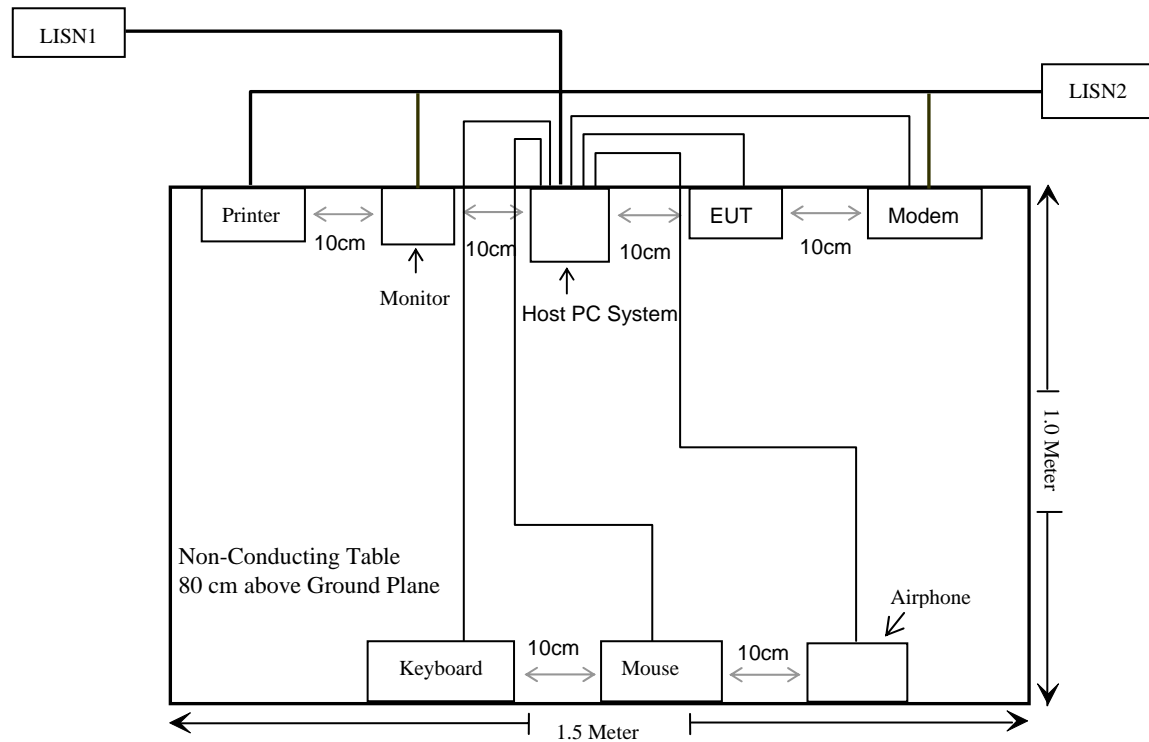 LISN1
LISN2
Printer
EUT
Modem
10cm
10cm
10cm
10cm
Monitor
Host PC System
1.0 Meter
Non-Conducting Table
80 cm above Ground Plane
Airphone
Keyboard
10cm
Mouse
10cm
1.5 Meter